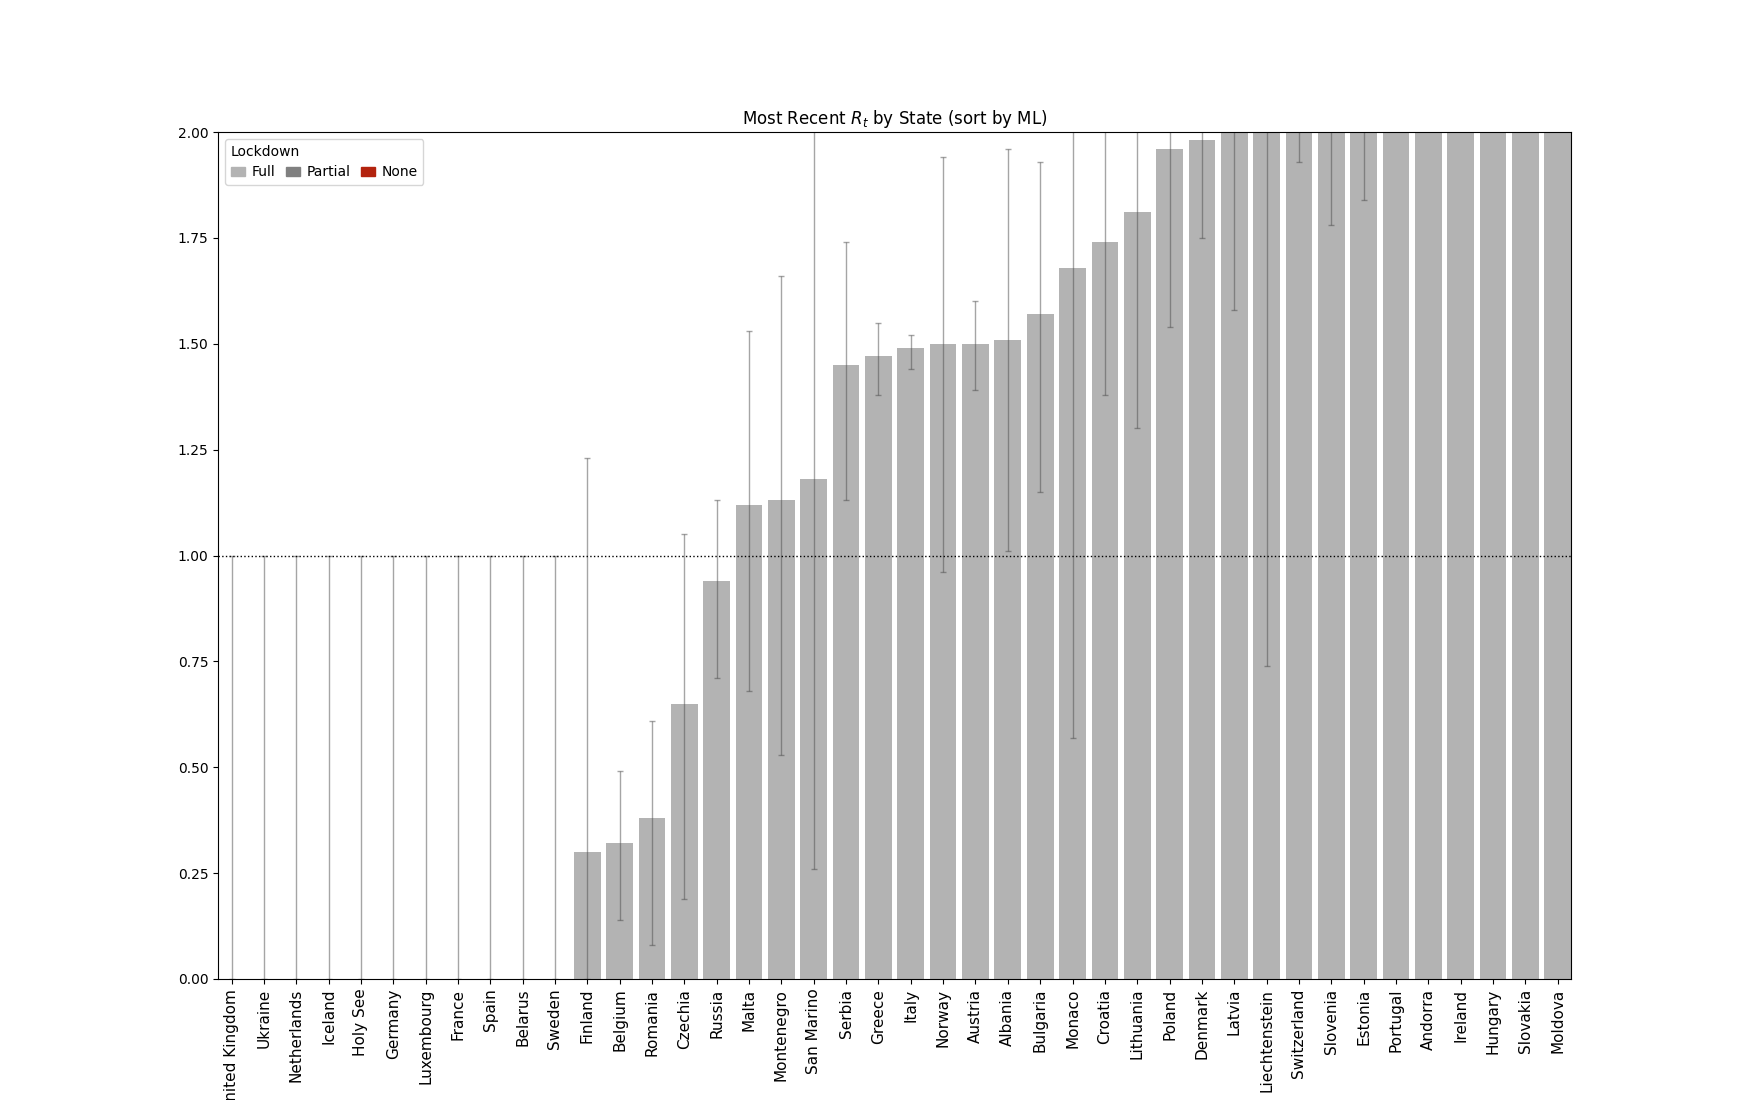 Most Recent R_t by State (sort by ML)
Lockdown
Full Partial None
2.00
1.75
1.50
1.25
1.00
0.75
0.50
0.25
0.00
nited Kingdom
Ukraine
Netherlands
Iceland
Holy See
Germany
Luxembourg
France
Spain
Belarus
Sweden
Finland
Belgium
Romania
Czechia
Russia
Malta
Montenegro
San Marino
Serbia
Greece
Italy
Norway
Austria
Albania
Bulgaria
Monaco
Croatia
Lithuania
Poland
Denmark
Latvia
Liechtenstein
Switzerland
Slovenia
Estonia
Portugal
Andorra
Ireland
Hungary
Slovakia
Moldova